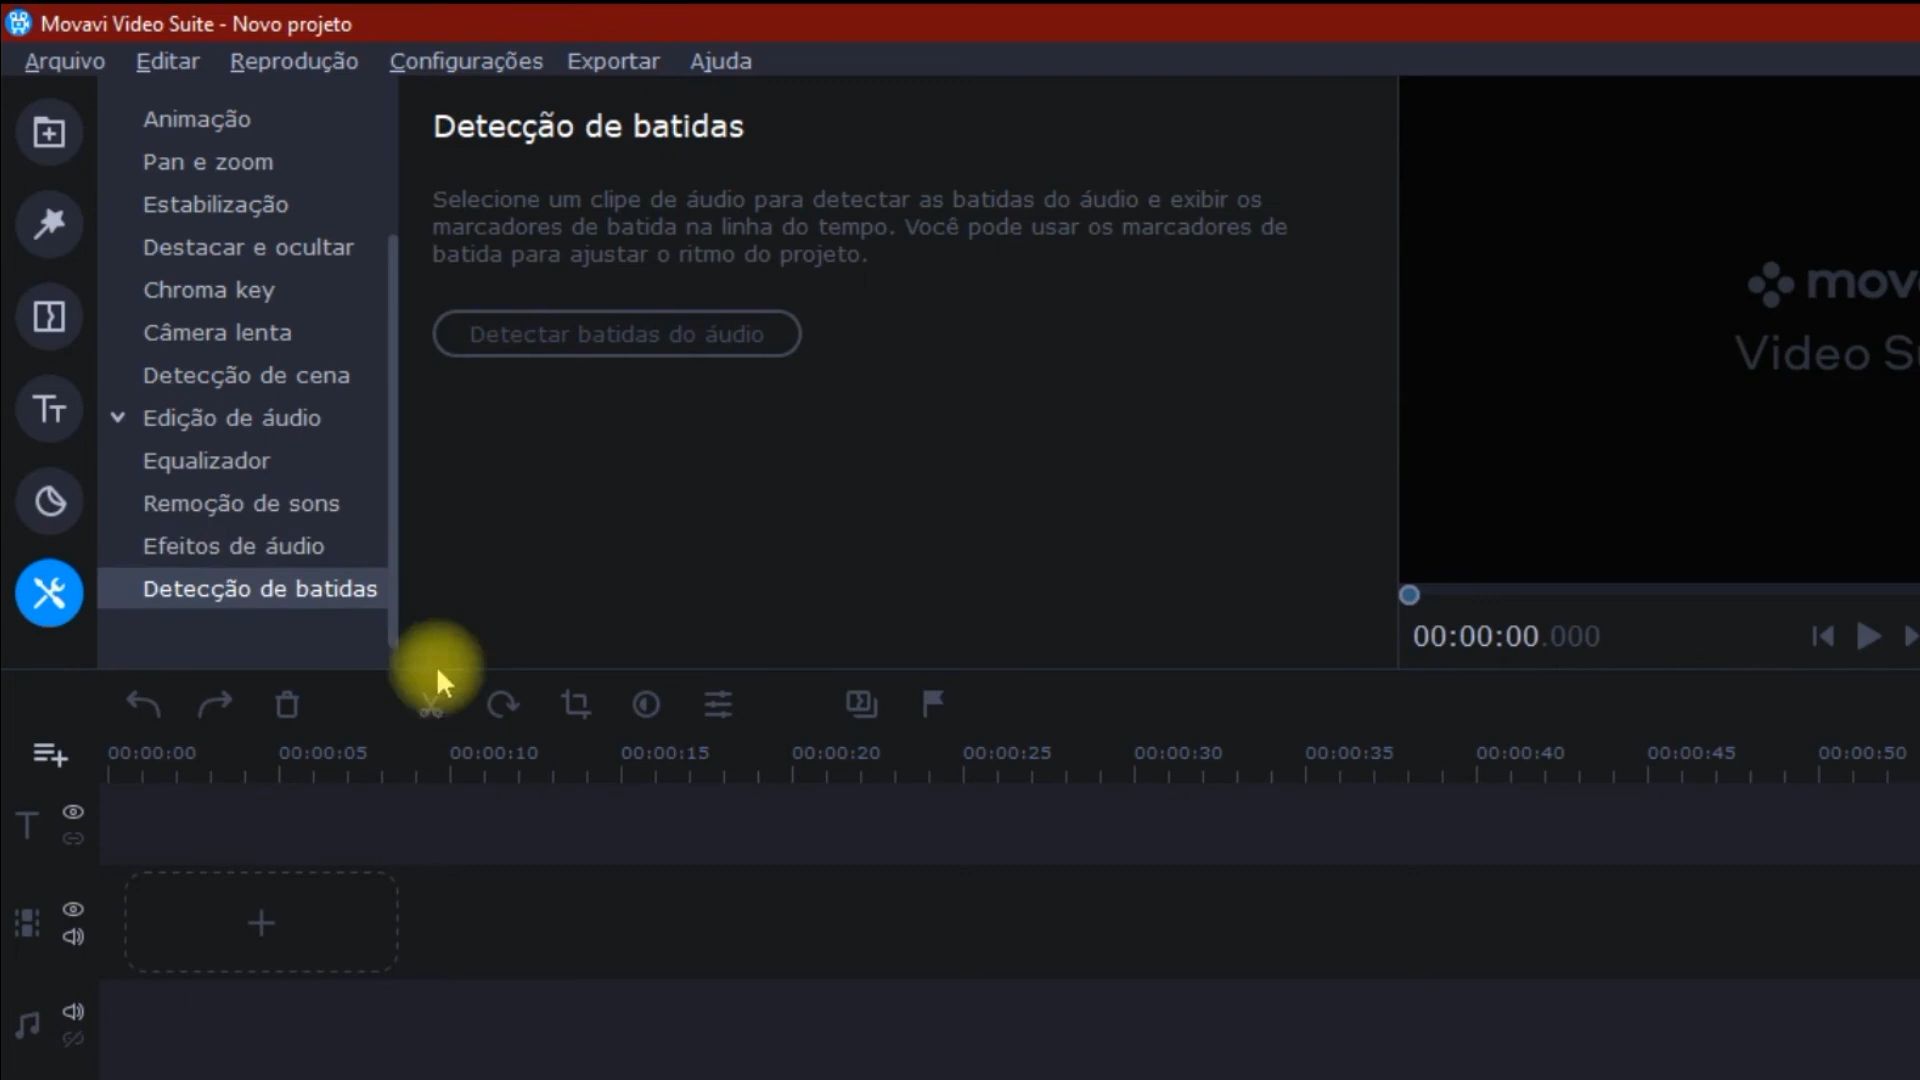 Movavi Video Suite - Novo projeto
Arquivo Editar Reprodução Configurações Exportar Ajuda
Animação
Pan e zoom
Estabilização
Destacar e ocultar
Chroma key
Câmera lenta
Detecção de cena
Edição de áudio
Equalizador
Remoção de sons
Efeitos de áudio
Detecção de batidas
Detecção de batidas
Selecione um clipe de áudio para detectar as batidas do áudio e exibir os
marcadores de batida na linha do tempo. Você pode usar os marcadores de
batida para ajustar o ritmo do projeto.
Detectar batidas do áudio
mov
Video S
00:00:00.000
00:00:00 00:00:05 00:00:10 00:00:15 00:00:20 00:00:25 00:00:30 00:00:35 00:00:40 00:00:45 00:00:50